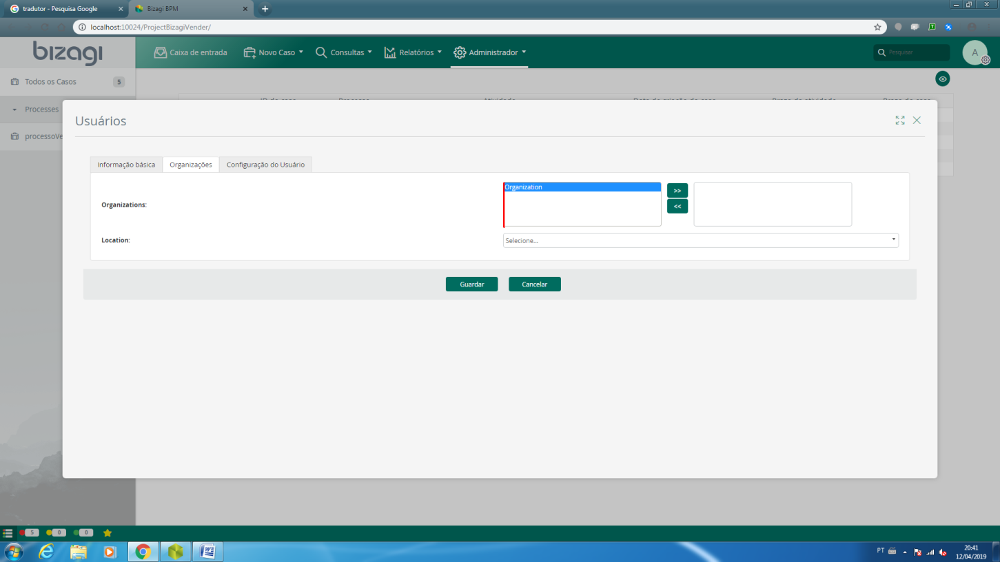 tradutor - Pesquisa Google
Bizagi BPM
localhost:10024/ProjectBizagiVender/
bizagi
Caixa de entrada
Novo Caso
Consultas
Relatórios
Administrador
Pesquisar
A
Todos os Casos 5
Processes
processoVe
Usuários
Informação básica
Organizações
Configuração do Usuário
Organizations:
Organization
>>
<<
Location:
Selecione...
Guardar
Cancelar
5 0 0
PT
20:41
12/04/2019